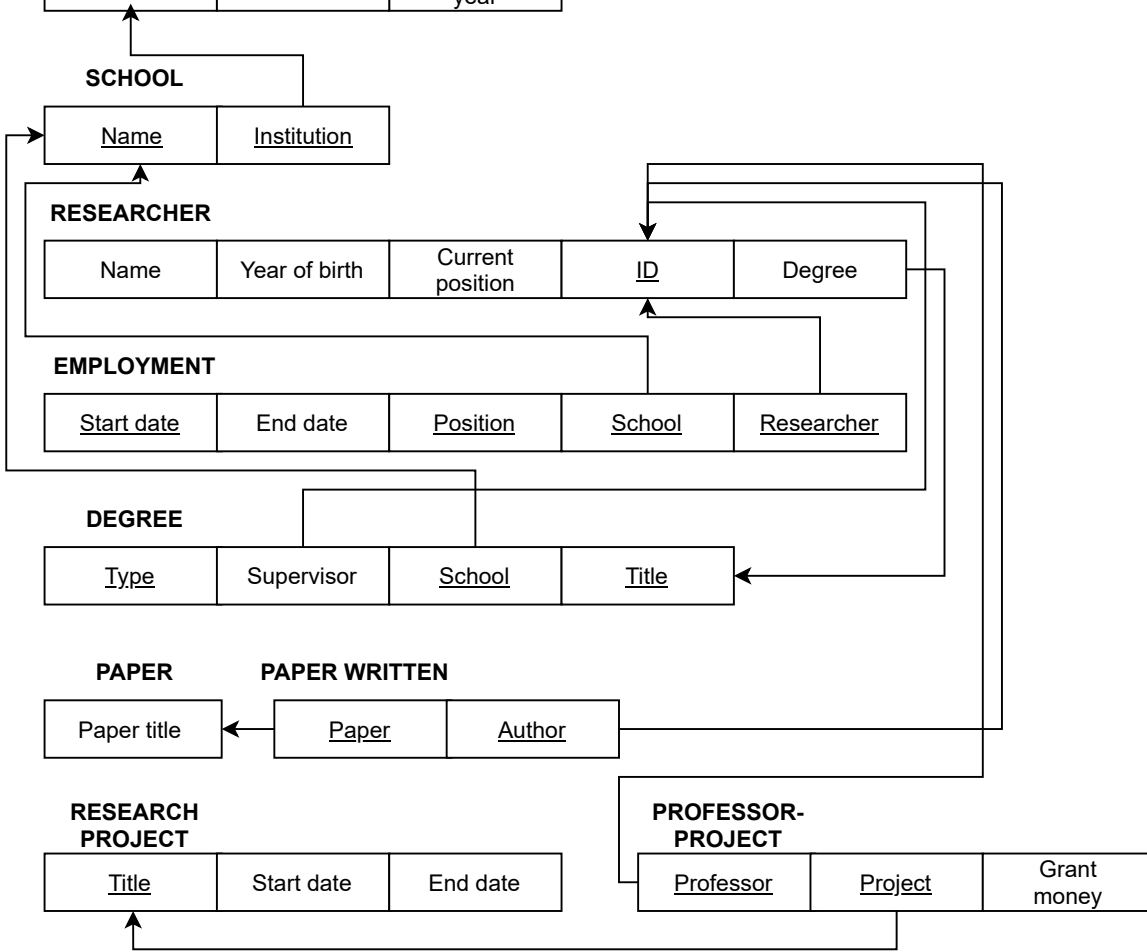 year
SCHOOL
Name Institution
RESEARCHER
Name Year of birth Current position ID Degree
EMPLOYMENT
Start date End date Position School Researcher
DEGREE
Type Supervisor School Title
PAPER PAPER WRITTEN
Paper title Paper Author
RESEARCH PROJECT PROFESSOR-PROJECT
Title Start date End date Professor Project Grant money